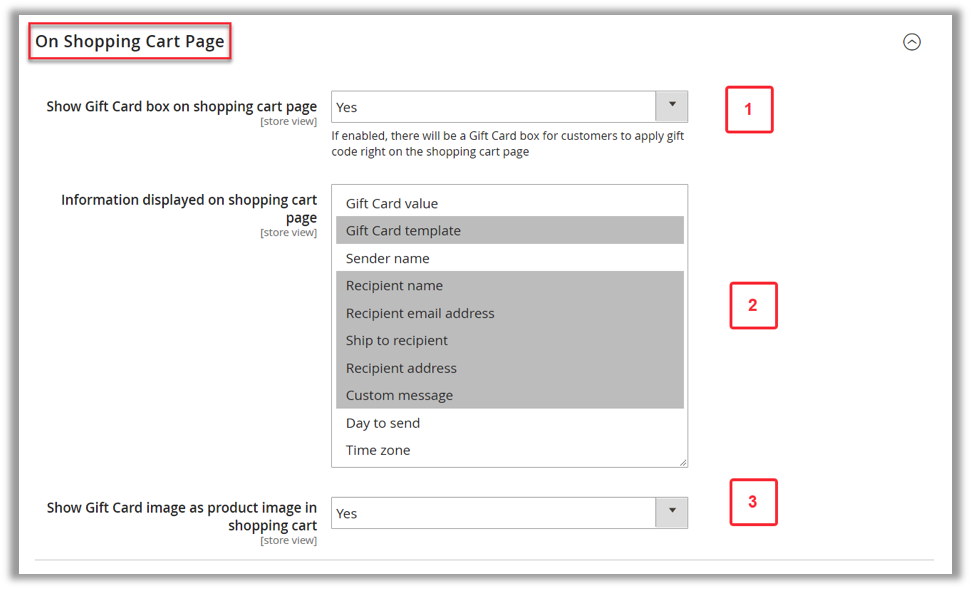 On Shopping Cart Page
Show Gift Card box on shopping cart page
[store view]
Yes
1
If enabled, there will be a Gift Card box for customers to apply gift
code right on the shopping cart page
Information displayed on shopping cart
page
[store view]
Gift Card value
Gift Card template
Sender name
Recipient name
Recipient email address
Ship to recipient
Recipient address
Custom message
Day to send
Time zone
2
Show Gift Card image as product image in
shopping cart
[store view]
Yes
3